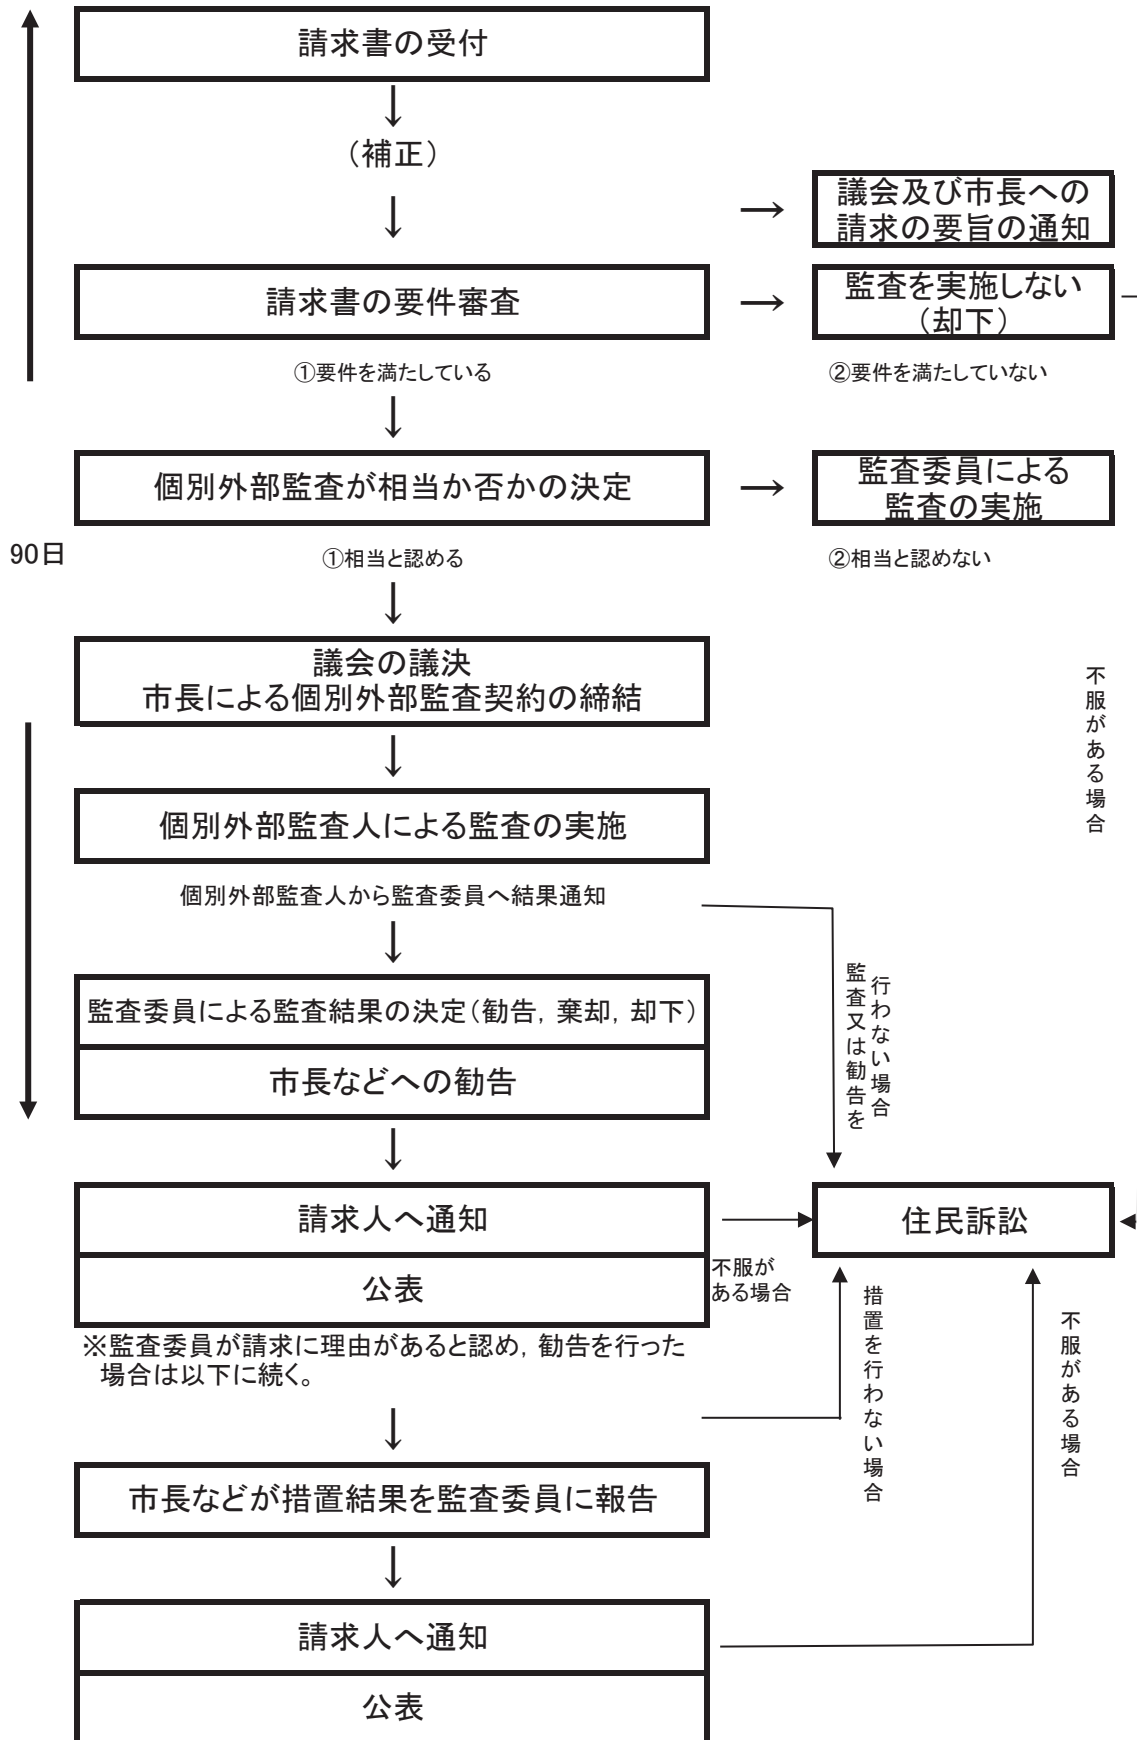 請求書の受付
↓
（補正）
↓
→
議会及び市長への
請求の要旨の通知
請求書の要件審査
→
監査を実施しない
（却下）
①要件を満たしている
②要件を満たしていない
↓
個別外部監査が相当か否かの決定
→
監査委員による
監査の実施
90日
①相当と認める
②相当と認めない
↓
議会の議決
市長による個別外部監査契約の締結
不服がある場合
↓
個別外部監査人による監査の実施
個別外部監査人から監査委員へ結果通知
↓
監査又は勧告を
行わない場合
監査委員による監査結果の決定（勧告，棄却，却下）
市長などへの勧告
↓
請求人へ通知
住民訴訟
不服が
ある場合
公表
※監査委員が請求に理由があると認め，勧告を行った
場合は以下に続く。
措置を行わない場合
不服がある場合
↓
市長などが措置結果を監査委員に報告
↓
請求人へ通知
公表